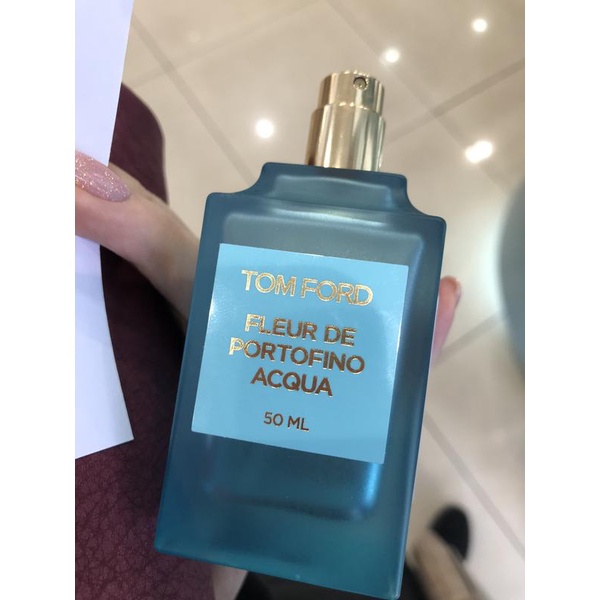 TOM FORD
FLEUR DE
PORTOFINO
ACQUA
50 ML